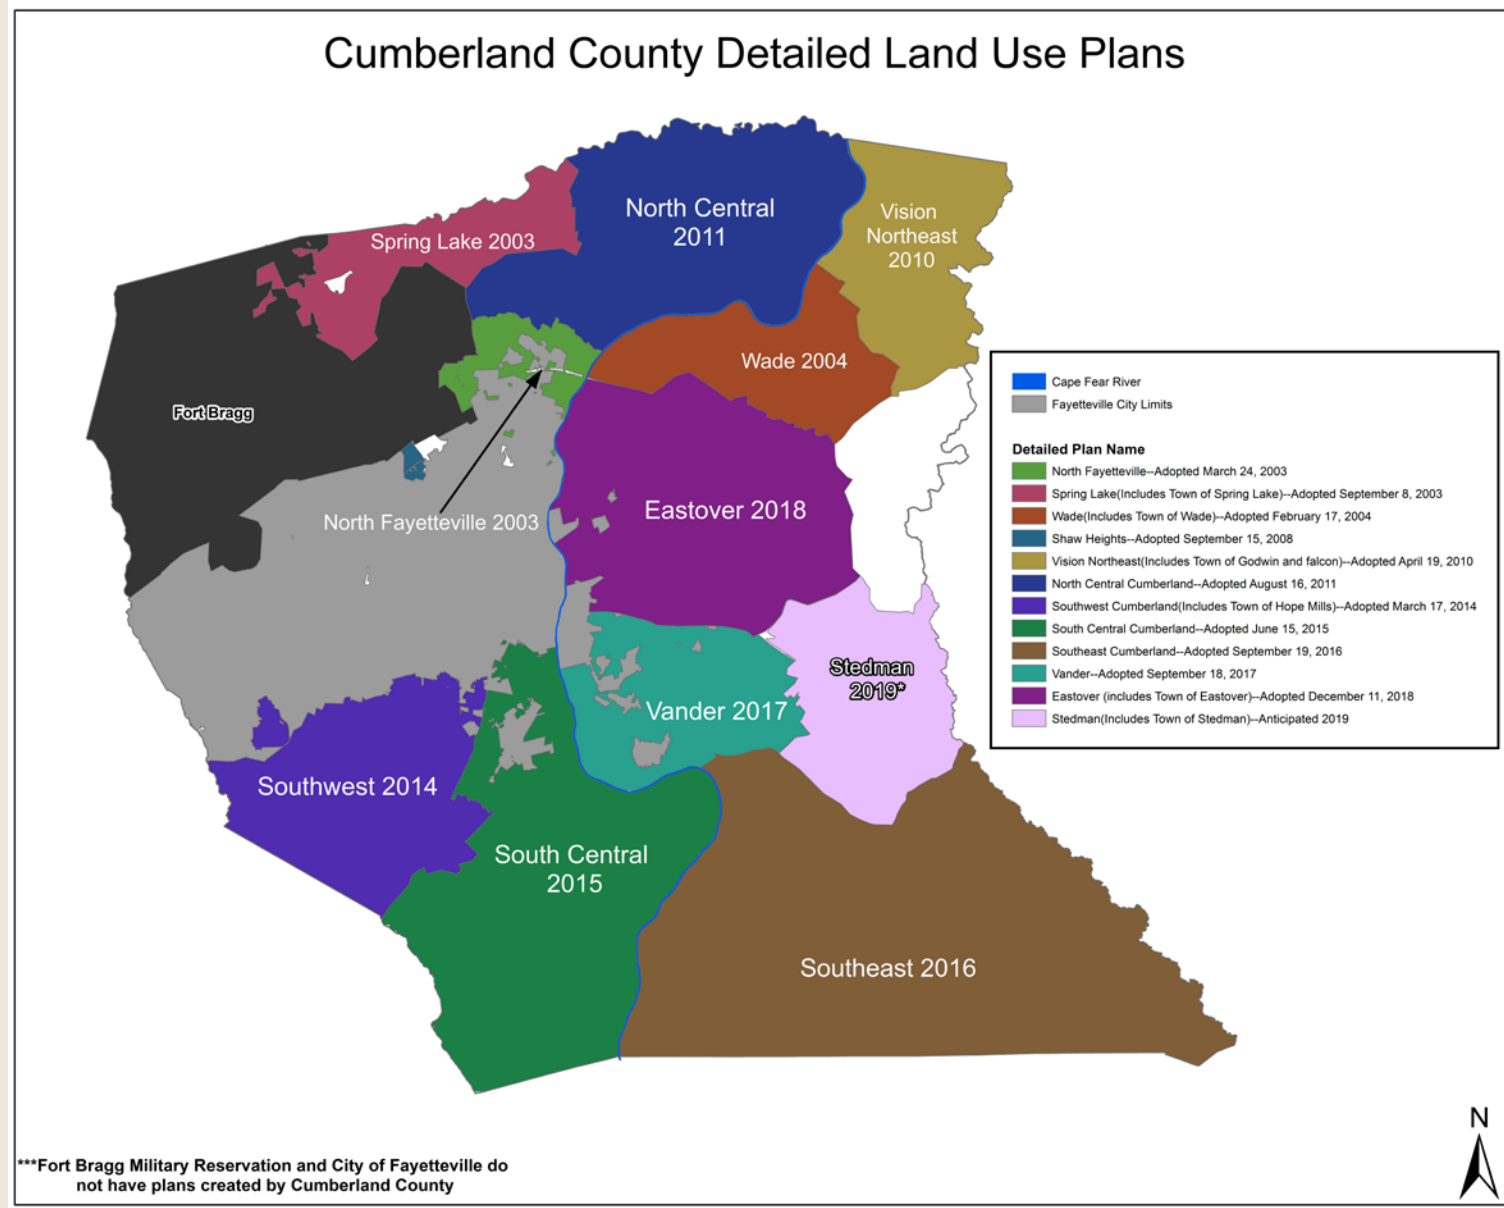 Cumberland County Detailed Land Use Plans
North Central
2011
Vision
Northeast
2010
Spring Lake 2003
Wade 2004
Fort Bragg
North Fayetteville 2003
Eastover 2018
Stedman
2019*
Vander 2017
Southwest 2014
South Central
2015
Southeast 2016
Cape Fear River
Fayetteville City Limits
Detailed Plan Name
North Fayetteville--Adopted March 24, 2003
Spring Lake(Includes Town of Spring Lake)--Adopted September 8, 2003
Wade(Includes Town of Wade)--Adopted February 17, 2004
Shaw Heights--Adopted September 15, 2008
Vision Northeast(Includes Town of Godwin and falcon)--Adopted April 19, 2010
North Central Cumberland--Adopted August 16, 2011
Southwest Cumberland(Includes Town of Hope Mills)--Adopted March 17, 2014
South Central Cumberland--Adopted June 15, 2015
Southeast Cumberland--Adopted September 19, 2016
Vander--Adopted September 18, 2017
Eastover (includes Town of Eastover)--Adopted December 11, 2018
Stedman(Includes Town of Stedman)--Anticipated 2019
N
***Fort Bragg Military Reservation and City of Fayetteville do
not have plans created by Cumberland County